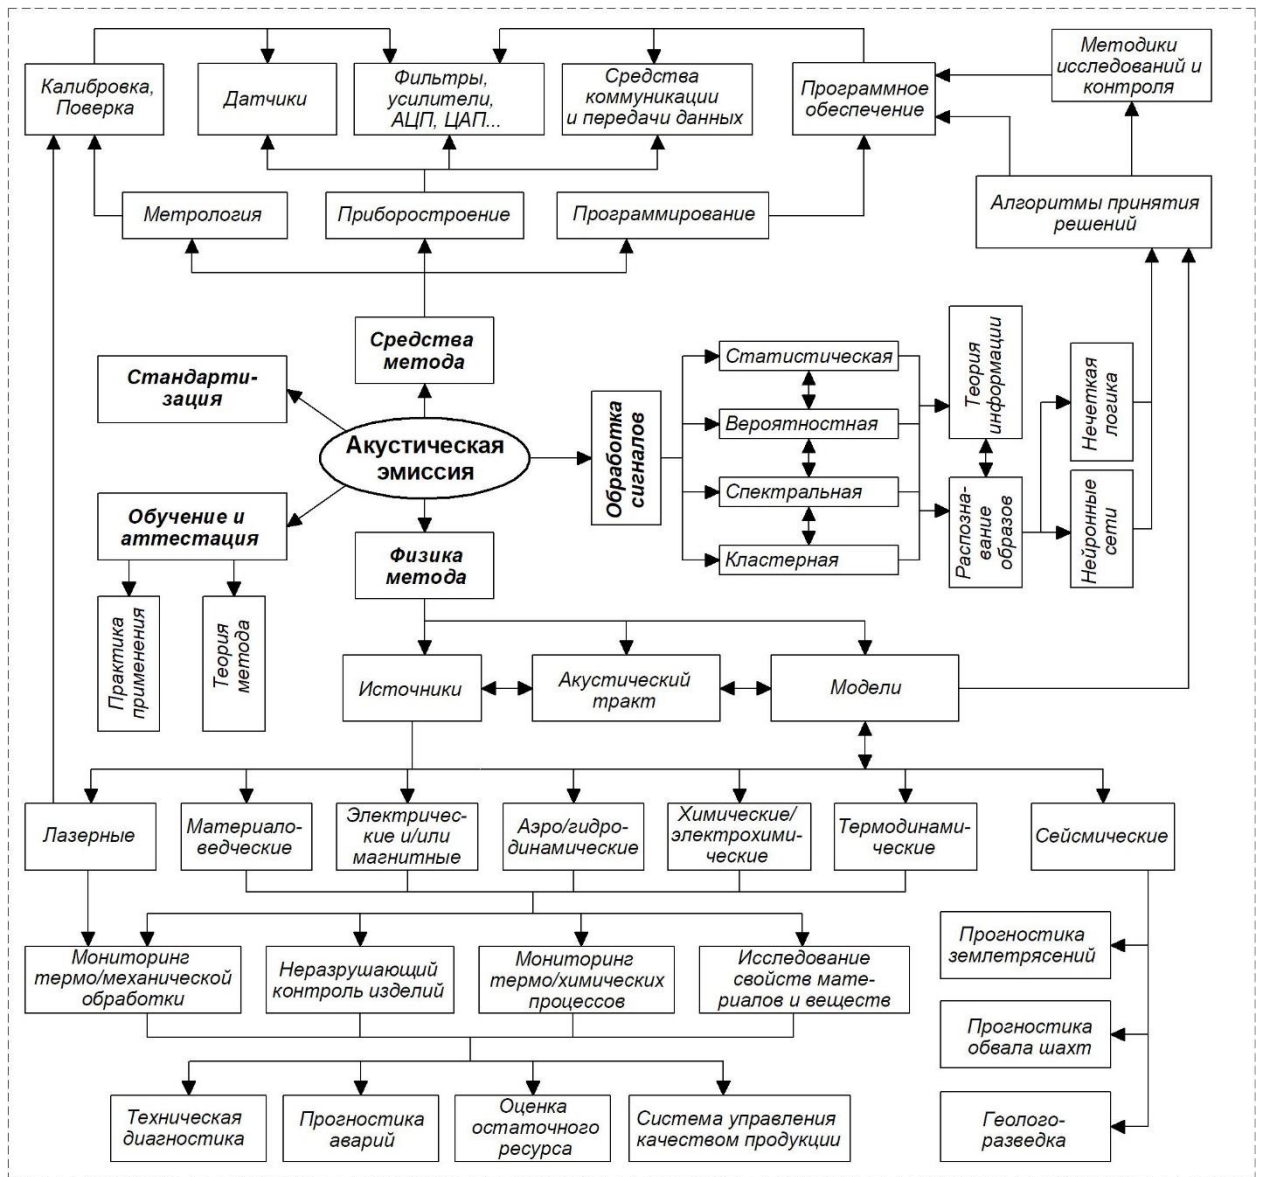 Калибровка,
Поверка
Датчики
Фильтры,
усилители,
АЦП, ЦАП...
Средства
коммуникации
и передачи данных
Программное
обеспечение
Методики
исследований и
контроля
Метрология
Приборостроение
Программирование
Алгоритмы принятия
решений
Средства
метода
Стандарти-
зация
Акустическая
эмиссия
Обучение и
аттестация
Физика
метода
Практика
применения
Теория
метода
Обработка
сигналов
Статистическая
Вероятностная
Спектральная
Кластерная
Теория
информации
Распозна-
вание
образов
Нечеткая
логика
Нейронные
сети
Источники
Акустический
тракт
Модели
Лазерные
Материало-
ведческие
Электричес-
кие и/или
магнитные
Аэро/гидро-
динамические
Химические/
электрохими-
ческие
Термодинами-
ческие
Сейсмические
Мониторинг
термо/механической
обработки
Неразрушающий
контроль изделий
Мониторинг
термо/химических
процессов
Исследование
свойств мате-
риалов и веществ
Прогностика
землетрясений
Прогностика
обвала шахт
Геолого-
разведка
Техническая
диагностика
Прогностика
аварий
Оценка
остаточного
ресурса
Система управления
качеством продукции